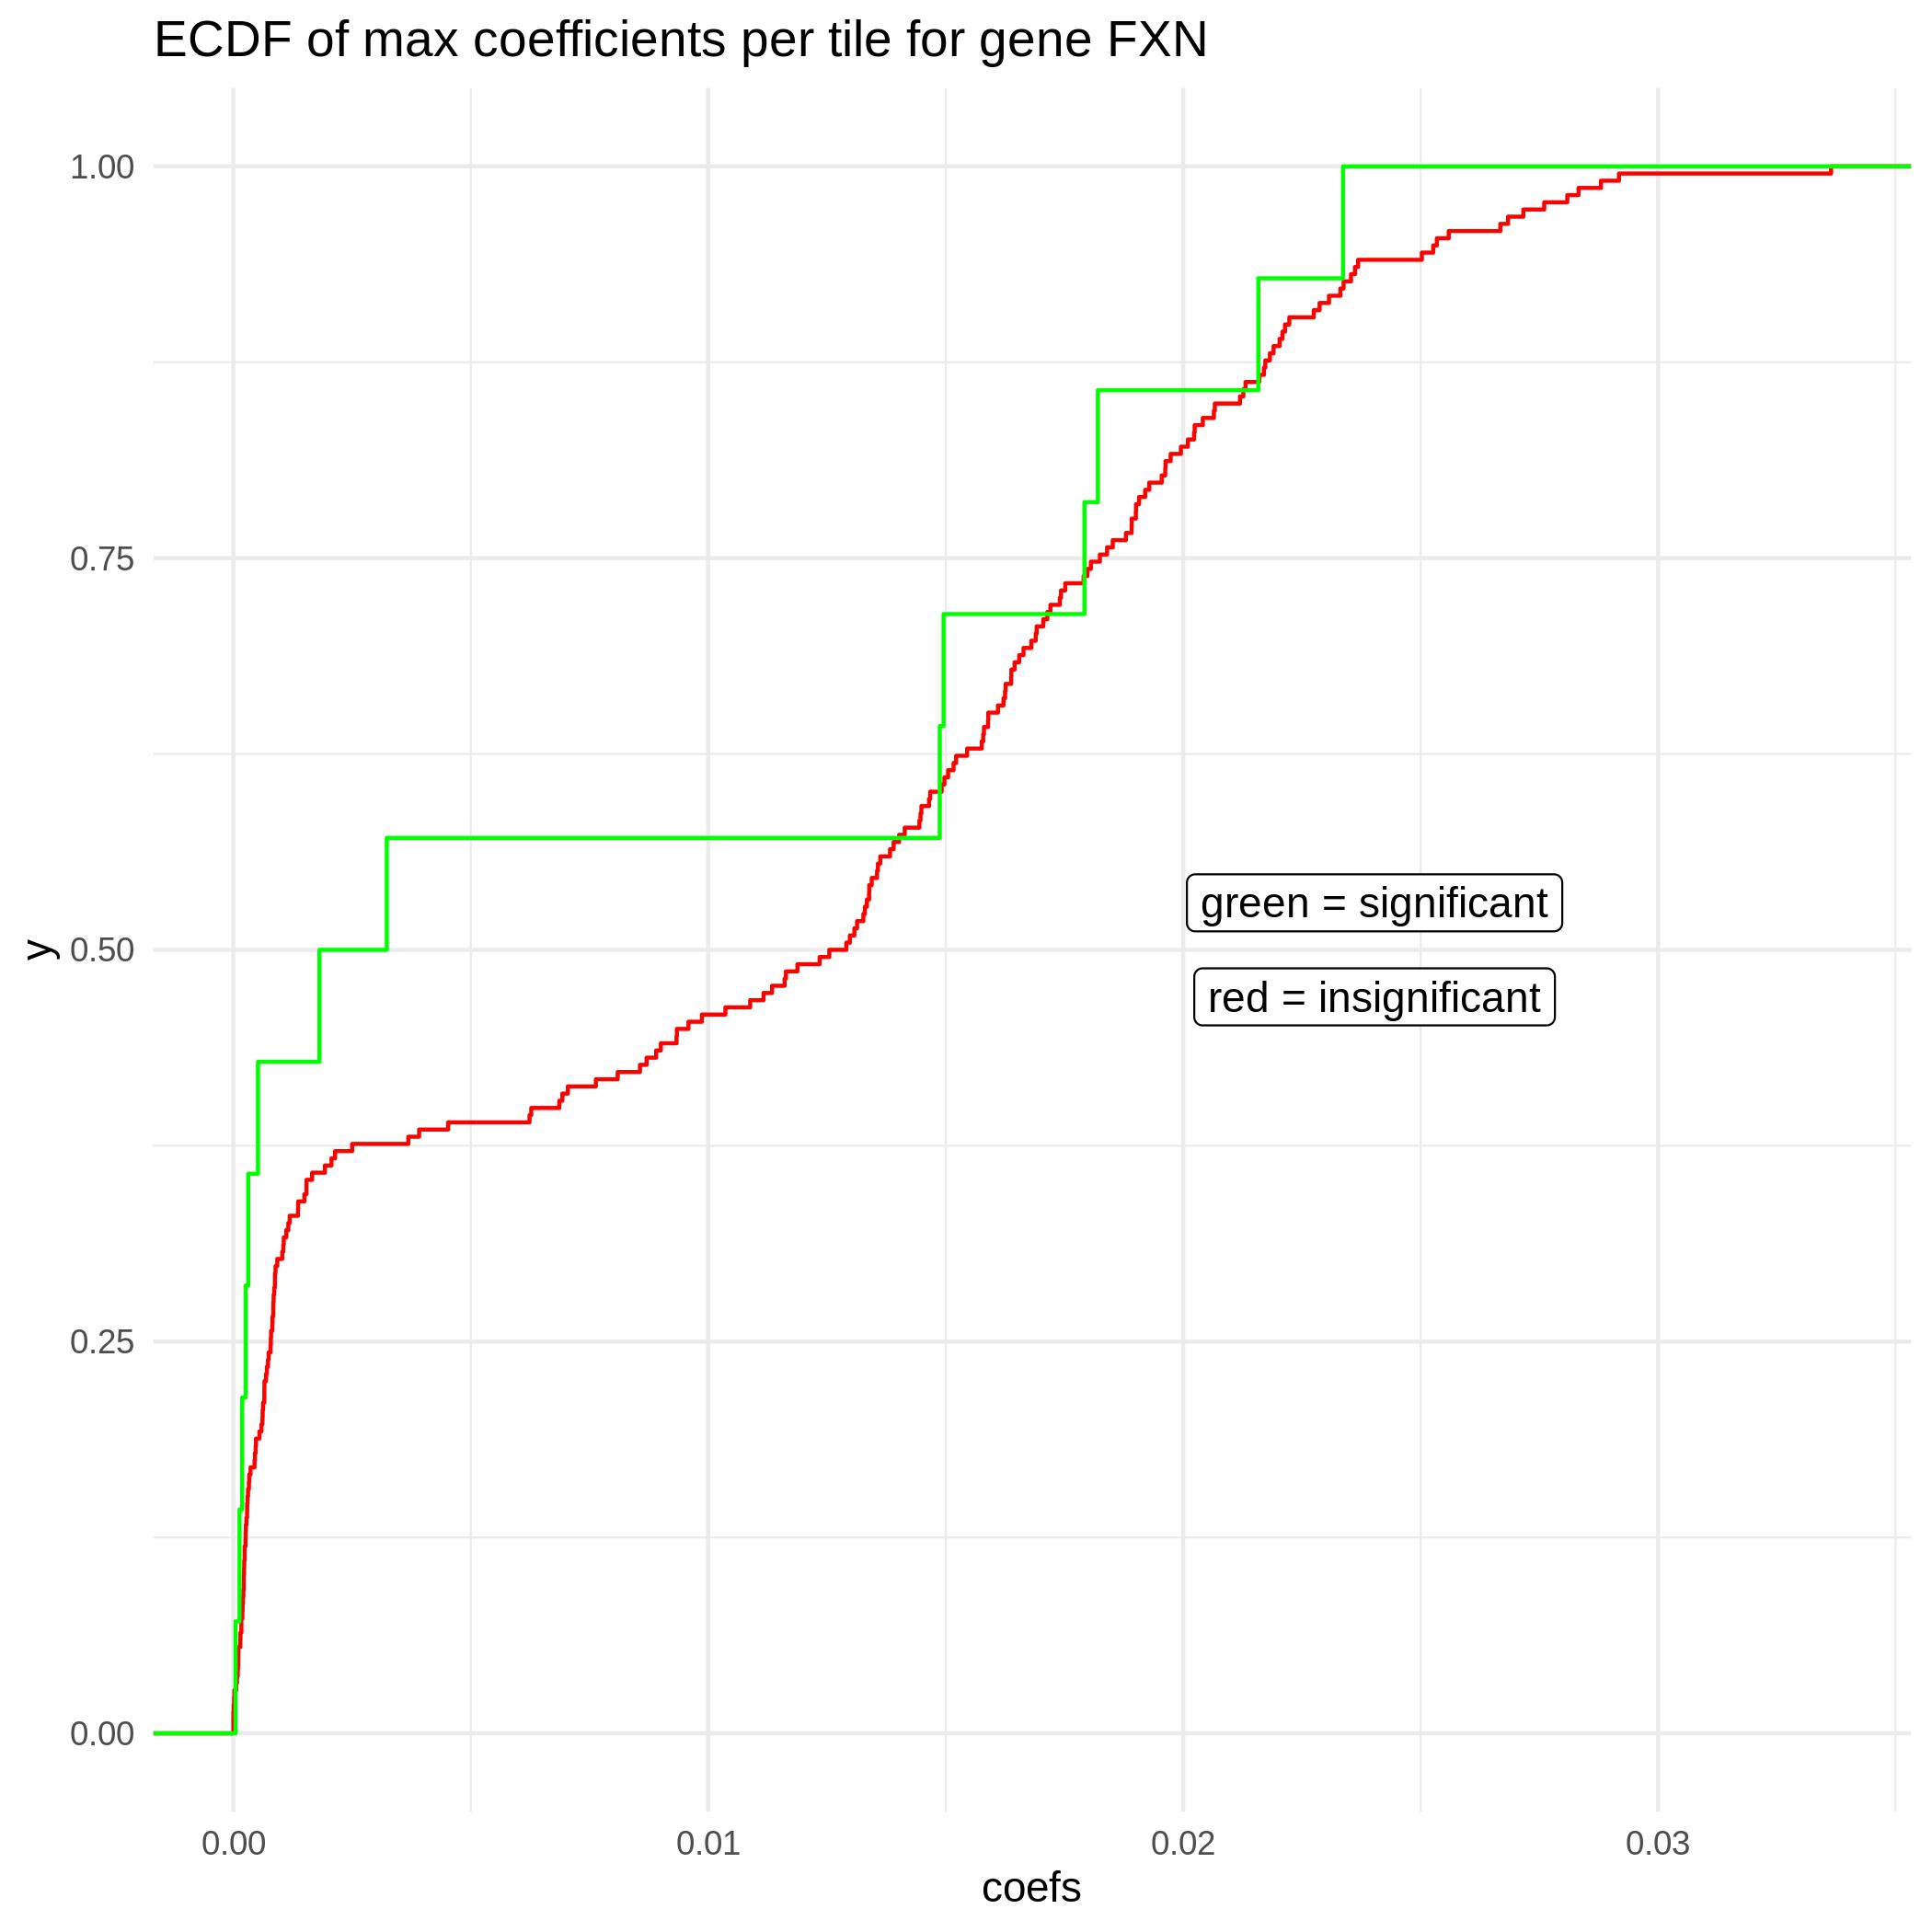 ECDF of max coefficients per tile for gene FXN
1.00
0.75
0.50
0.25
0.00
y
green = significant
red = insignificant
0.00 0.01 0.02 0.03
coefs